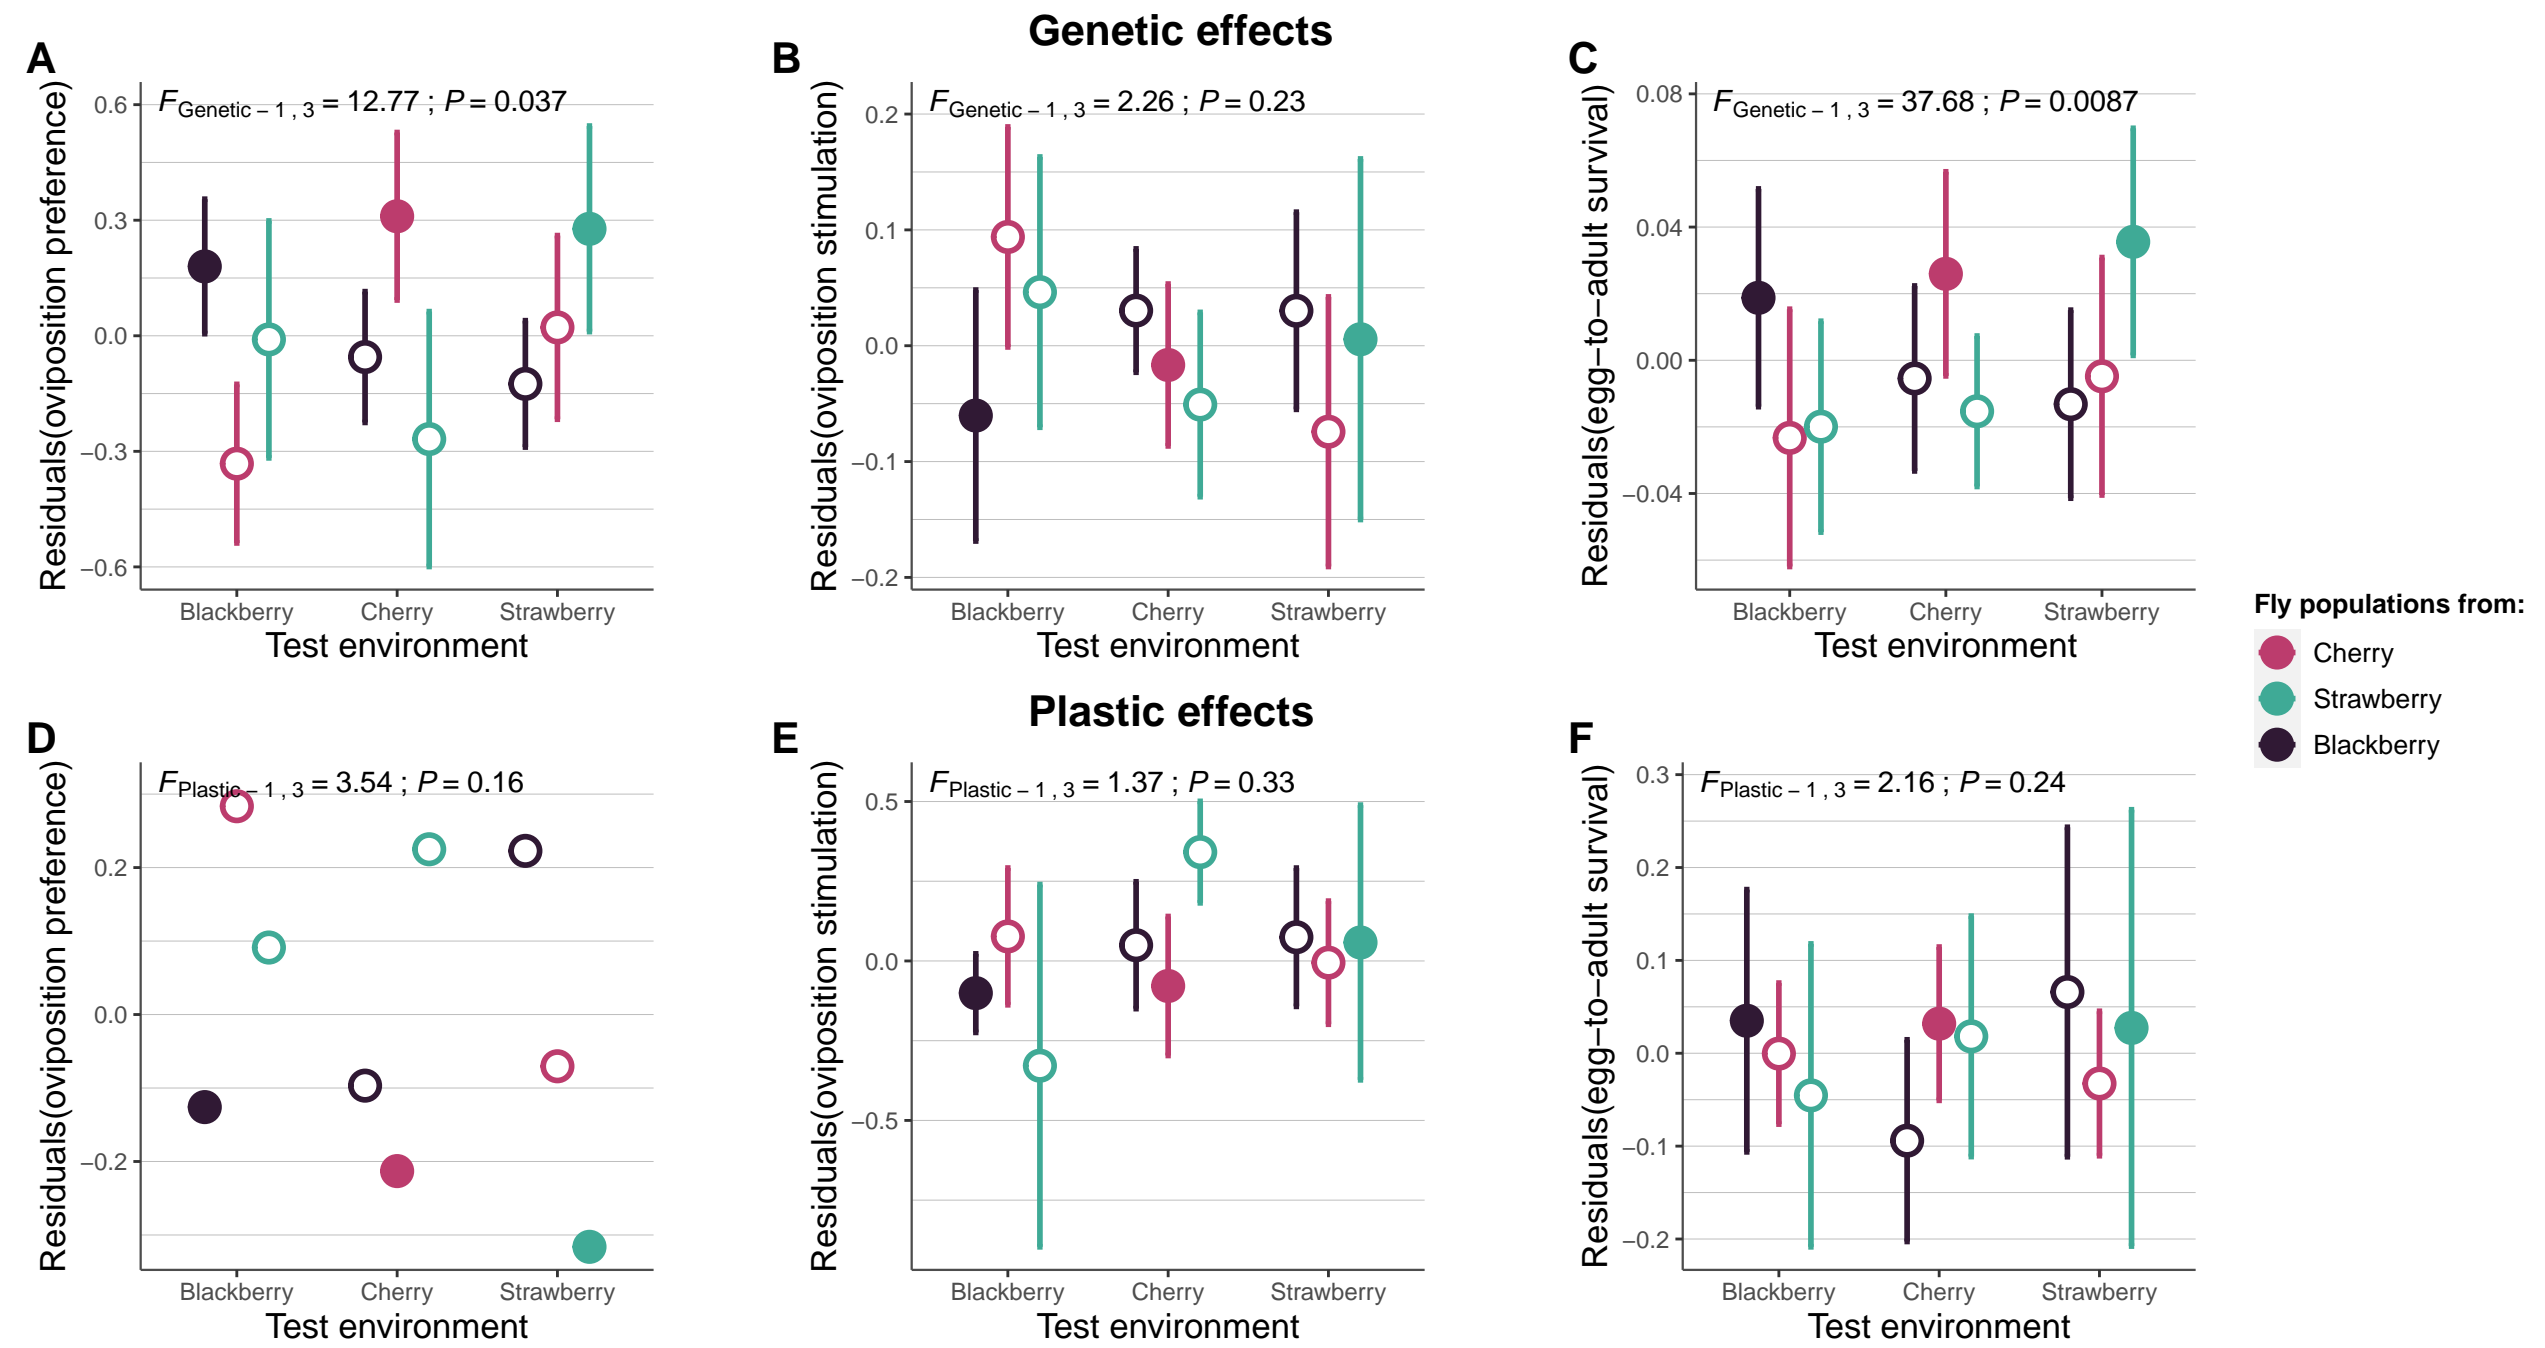 Genetic effects
A
B
C
F Genetic – 1 , 3 = 12.77 ; P = 0.037
F Genetic – 1 , 3 = 2.26 ; P = 0.23
F Genetic – 1 , 3 = 37.68 ; P = 0.0087
Residuals(oviposition preference)
0.6
0.3
0.0
−0.3
−0.6
Blackberry Cherry Strawberry
Test environment
Residuals(oviposition stimulation)
0.2
0.1
0.0
−0.1
−0.2
Blackberry Cherry Strawberry
Test environment
Residuals(egg−to−adult survival)
0.08
0.04
0.00
−0.04
Blackberry Cherry Strawberry
Test environment
Fly populations from:
Cherry
Strawberry
Blackberry
Plastic effects
D
E
F
F Plastic – 1 , 3 = 3.54 ; P = 0.16
F Plastic – 1 , 3 = 1.37 ; P = 0.33
F Plastic – 1 , 3 = 2.16 ; P = 0.24
Residuals(oviposition preference)
0.2
0.0
−0.2
Blackberry Cherry Strawberry
Test environment
Residuals(oviposition stimulation)
0.5
0.0
−0.5
Blackberry Cherry Strawberry
Test environment
Residuals(egg−to−adult survival)
0.3
0.2
0.1
0.0
−0.1
−0.2
Blackberry Cherry Strawberry
Test environment